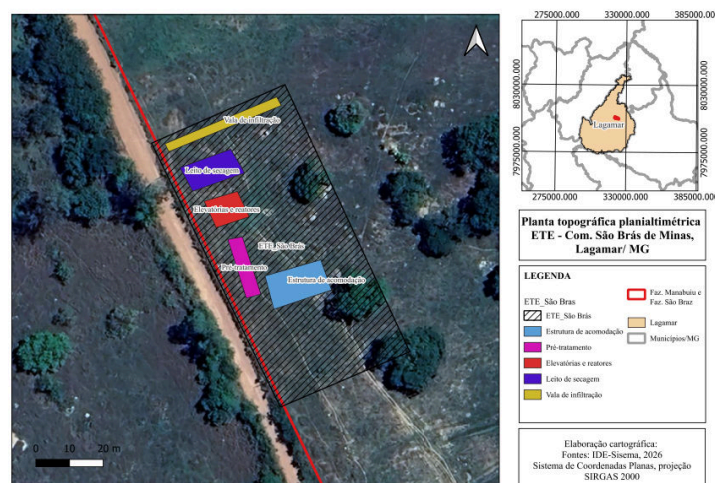 Vala de infiltração
Leito de secagem
Elevatórias e reatores
ETE_São Brás
Pré-tratamento
Estrutura de acomodação
0 10 20 m
275000.000 330000.000 385000.000
8030000.000 8030000.000
Lagamar
7975000.000 7975000.000
275000.000 330000.000 385000.000
Planta topográfica planialtimétrica
ETE - Com. São Brás de Minas,
Lagamar/ MG
LEGENDA
ETE_São Bras
ETE_São Brás
Estrutura de acomodação
Pré-tratamento
Elevatórias e reatores
Leito de secagem
Vala de infiltração
Faz. Manabuiu e
Faz. São Braz
Lagamar
Municípios/MG
Elaboração cartográfica:
Fontes: IDE-Sisema, 2026
Sistema de Coordenadas Planas, projeção
SIRGAS 2000